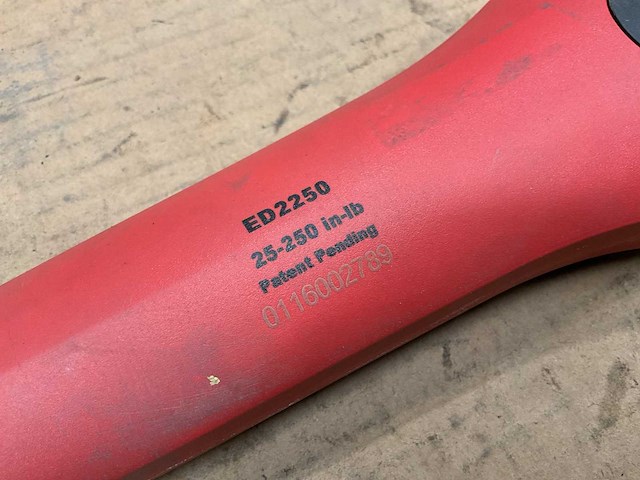 ED2250
25-250 in-lb
Patent Pending
0116002789